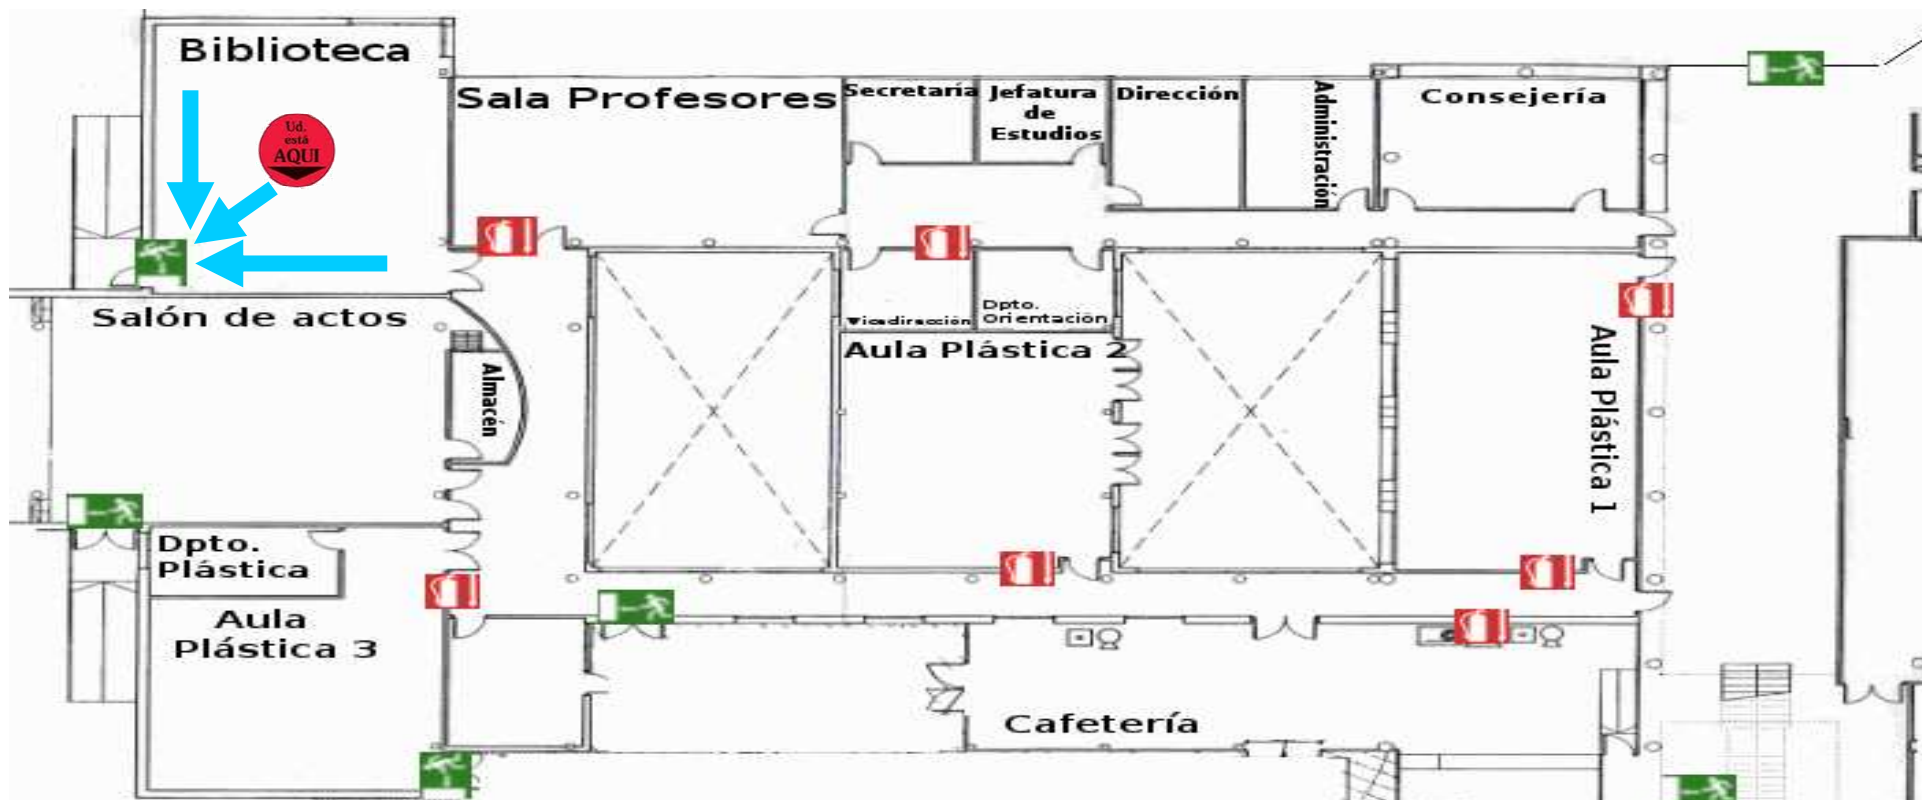 Biblioteca
Ud.
está
AQUI
Sala Profesores
Secretaría
Jefatura
de
Estudios
Dirección
Administración
Consejería
Salón de actos
Almacén
Vicedirección
Dpto.
Orientación
Aula Plástica 2
Aula Plástica 1
Dpto.
Plástica
Aula
Plástica 3
Cafetería